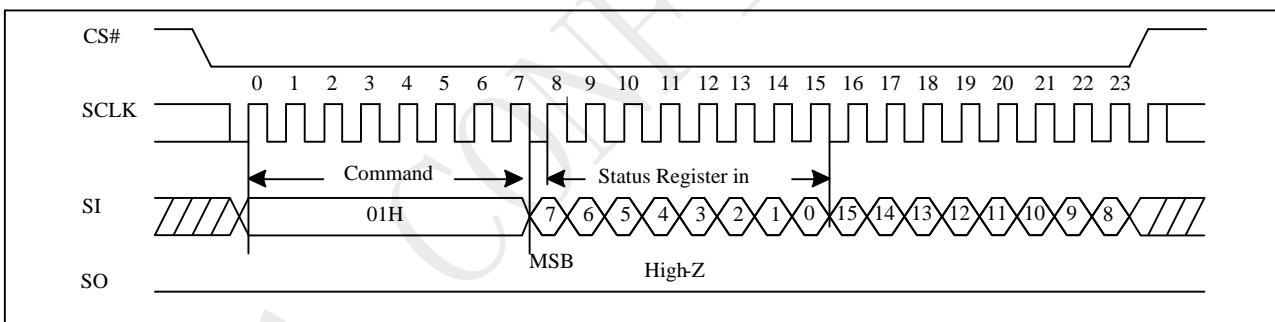 CS#
0 1 2 3 4 5 6 7 8 9 10 11 12 13 14 15 16 17 18 19 20 21 22 23
SCLK
Command Status Register in
SI 01H 7 6 5 4 3 2 1 0 15 14 13 12 11 10 9 8
MSB High-Z
SO